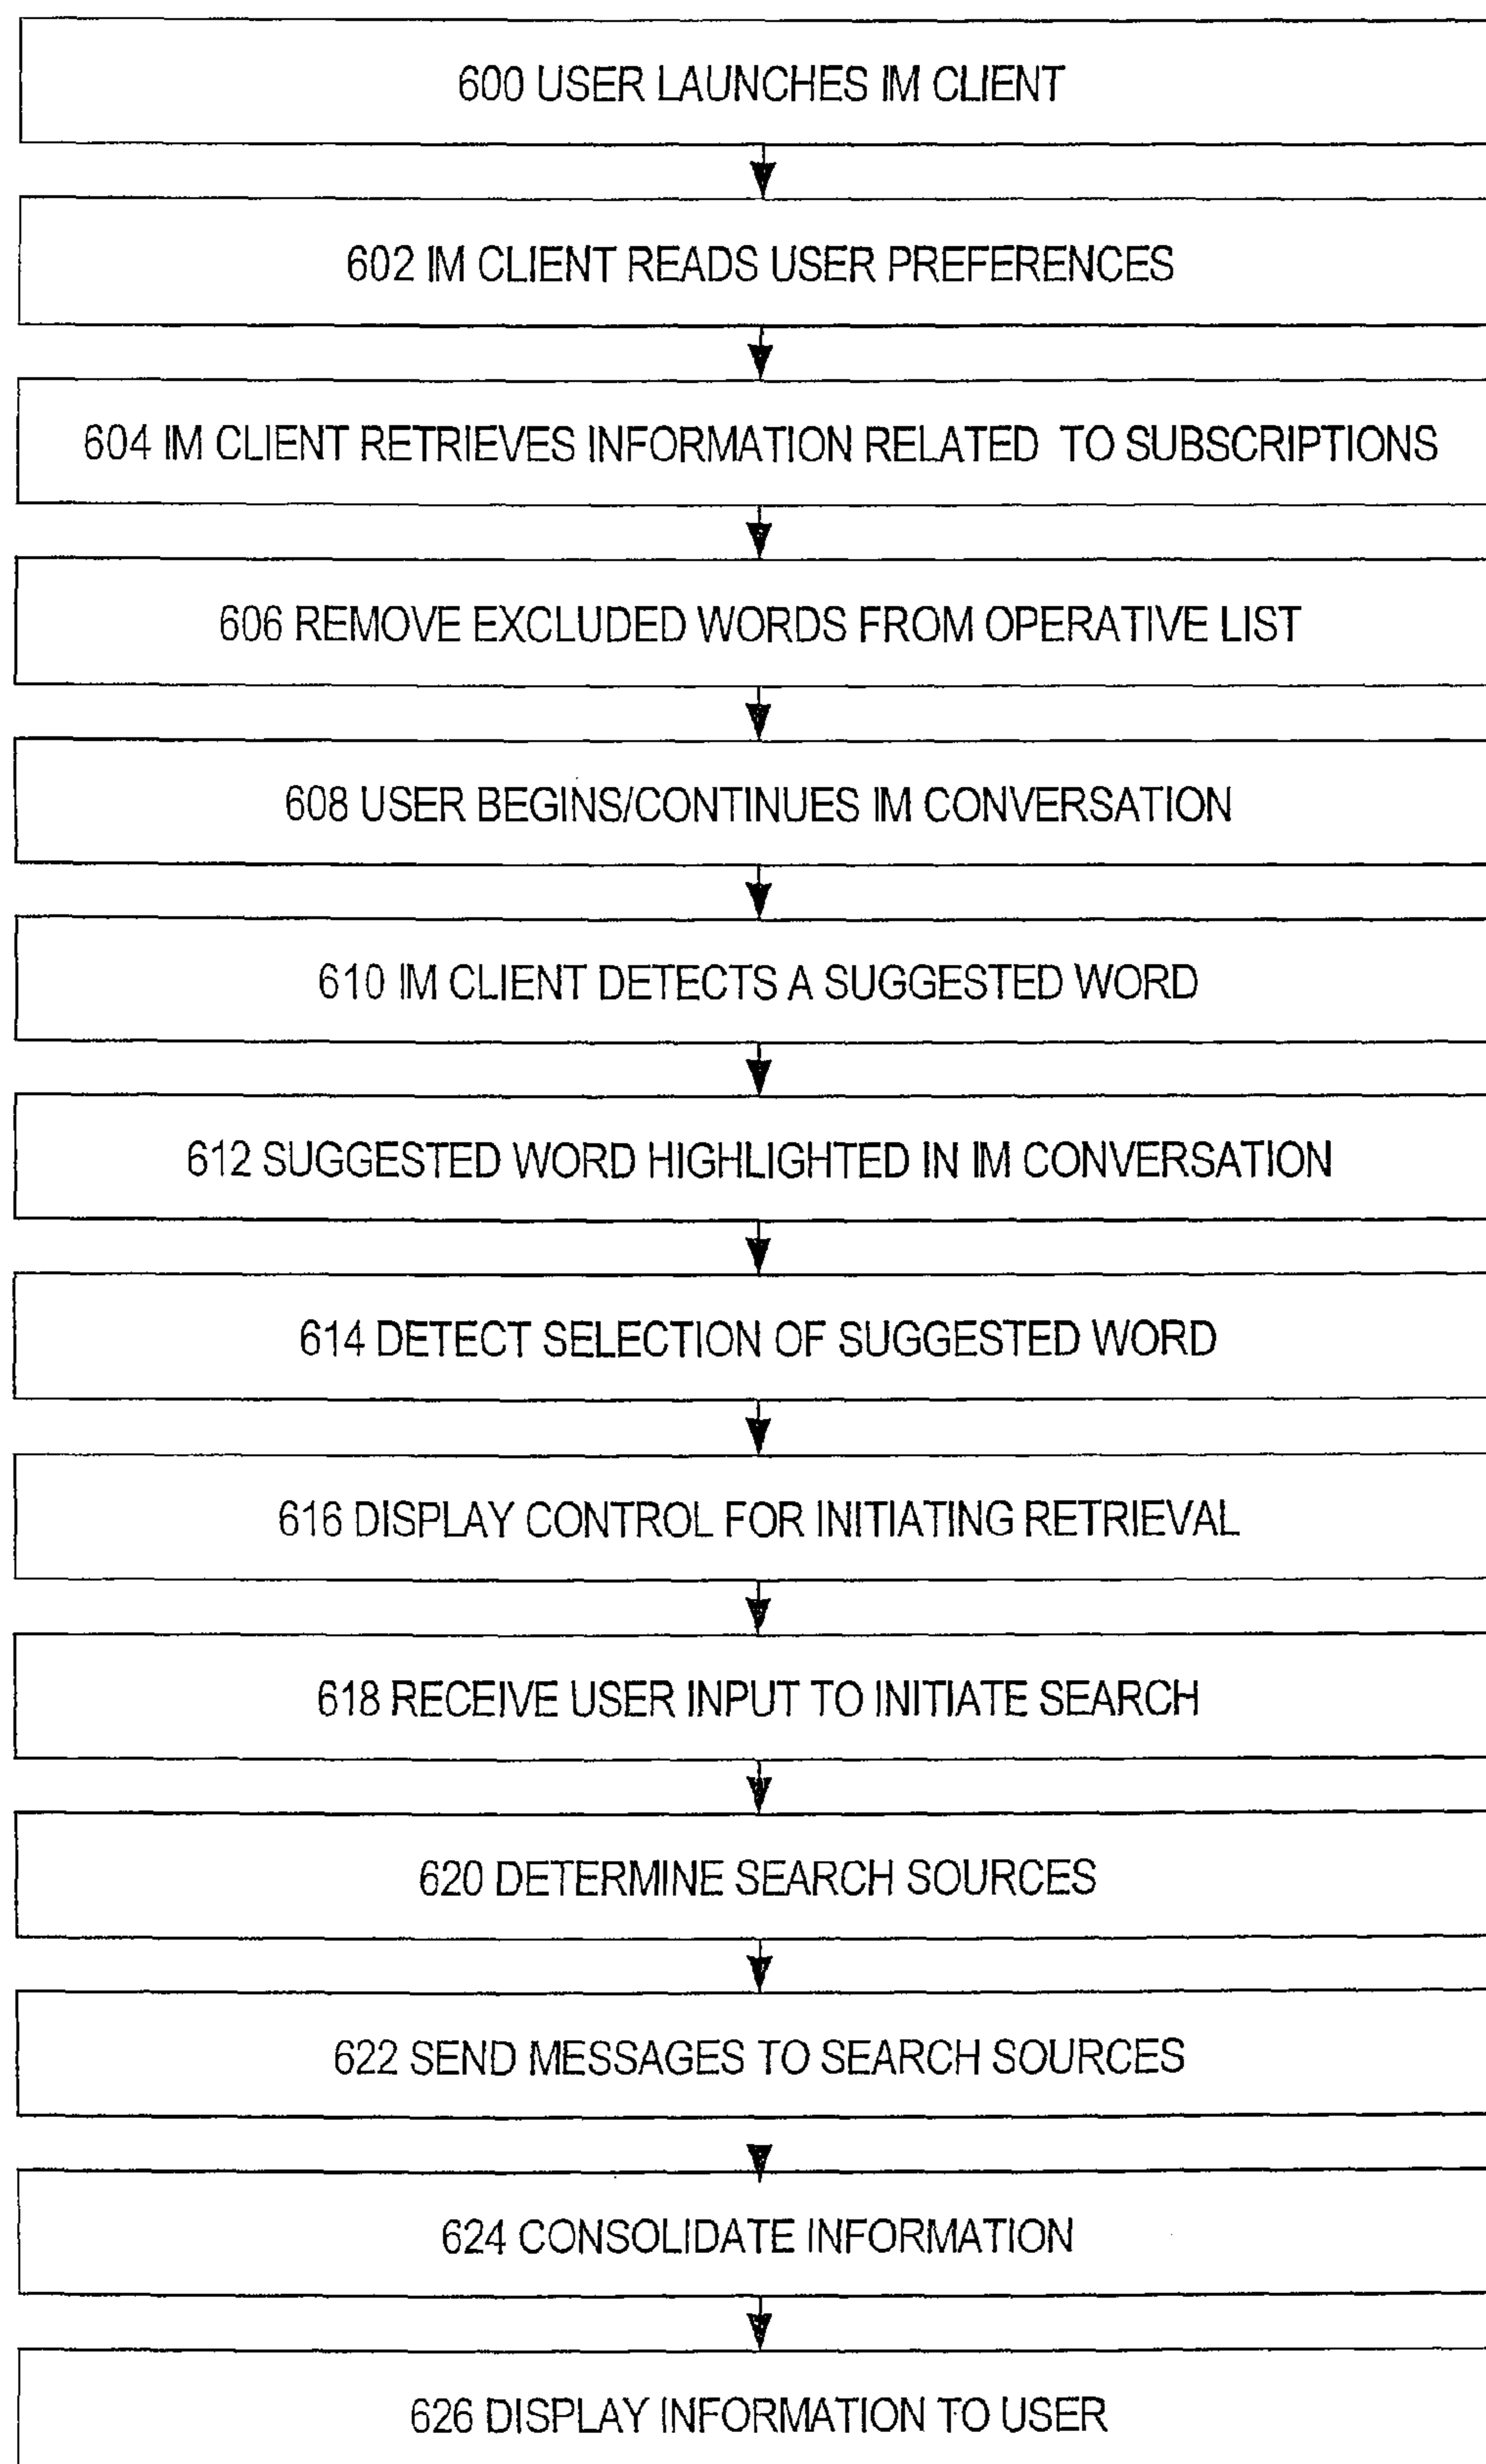 600 USER LAUNCHES IM CLIENT
602 IM CLIENT READS USER PREFERENCES
604 IM CLIENT RETRIEVES INFORMATION RELATED TO SUBSCRIPTIONS
606 REMOVE EXCLUDED WORDS FROM OPERATIVE LIST
608 USER BEGINS/CONTINUES IM CONVERSATION
610 IM CLIENT DETECTS A SUGGESTED WORD
612 SUGGESTED WORD HIGHLIGHTED IN IM CONVERSATION
614 DETECT SELECTION OF SUGGESTED WORD
616 DISPLAY CONTROL FOR INITIATING RETRIEVAL
618 RECEIVE USER INPUT TO INITIATE SEARCH
620 DETERMINE SEARCH SOURCES
622 SEND MESSAGES TO SEARCH SOURCES
624 CONSOLIDATE INFORMATION
626 DISPLAY INFORMATION TO USER